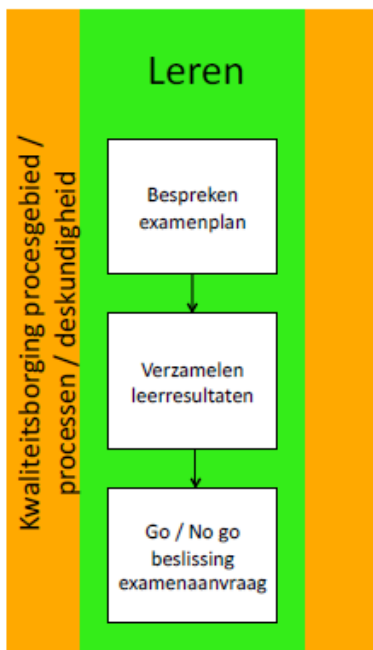 Leren
Kwaliteitsborging procesgebied /
processen / deskundigheid
Bespreken
examenplan
Verzamelen
leerresultaten
Go / No go
beslissing
examenaanvraag